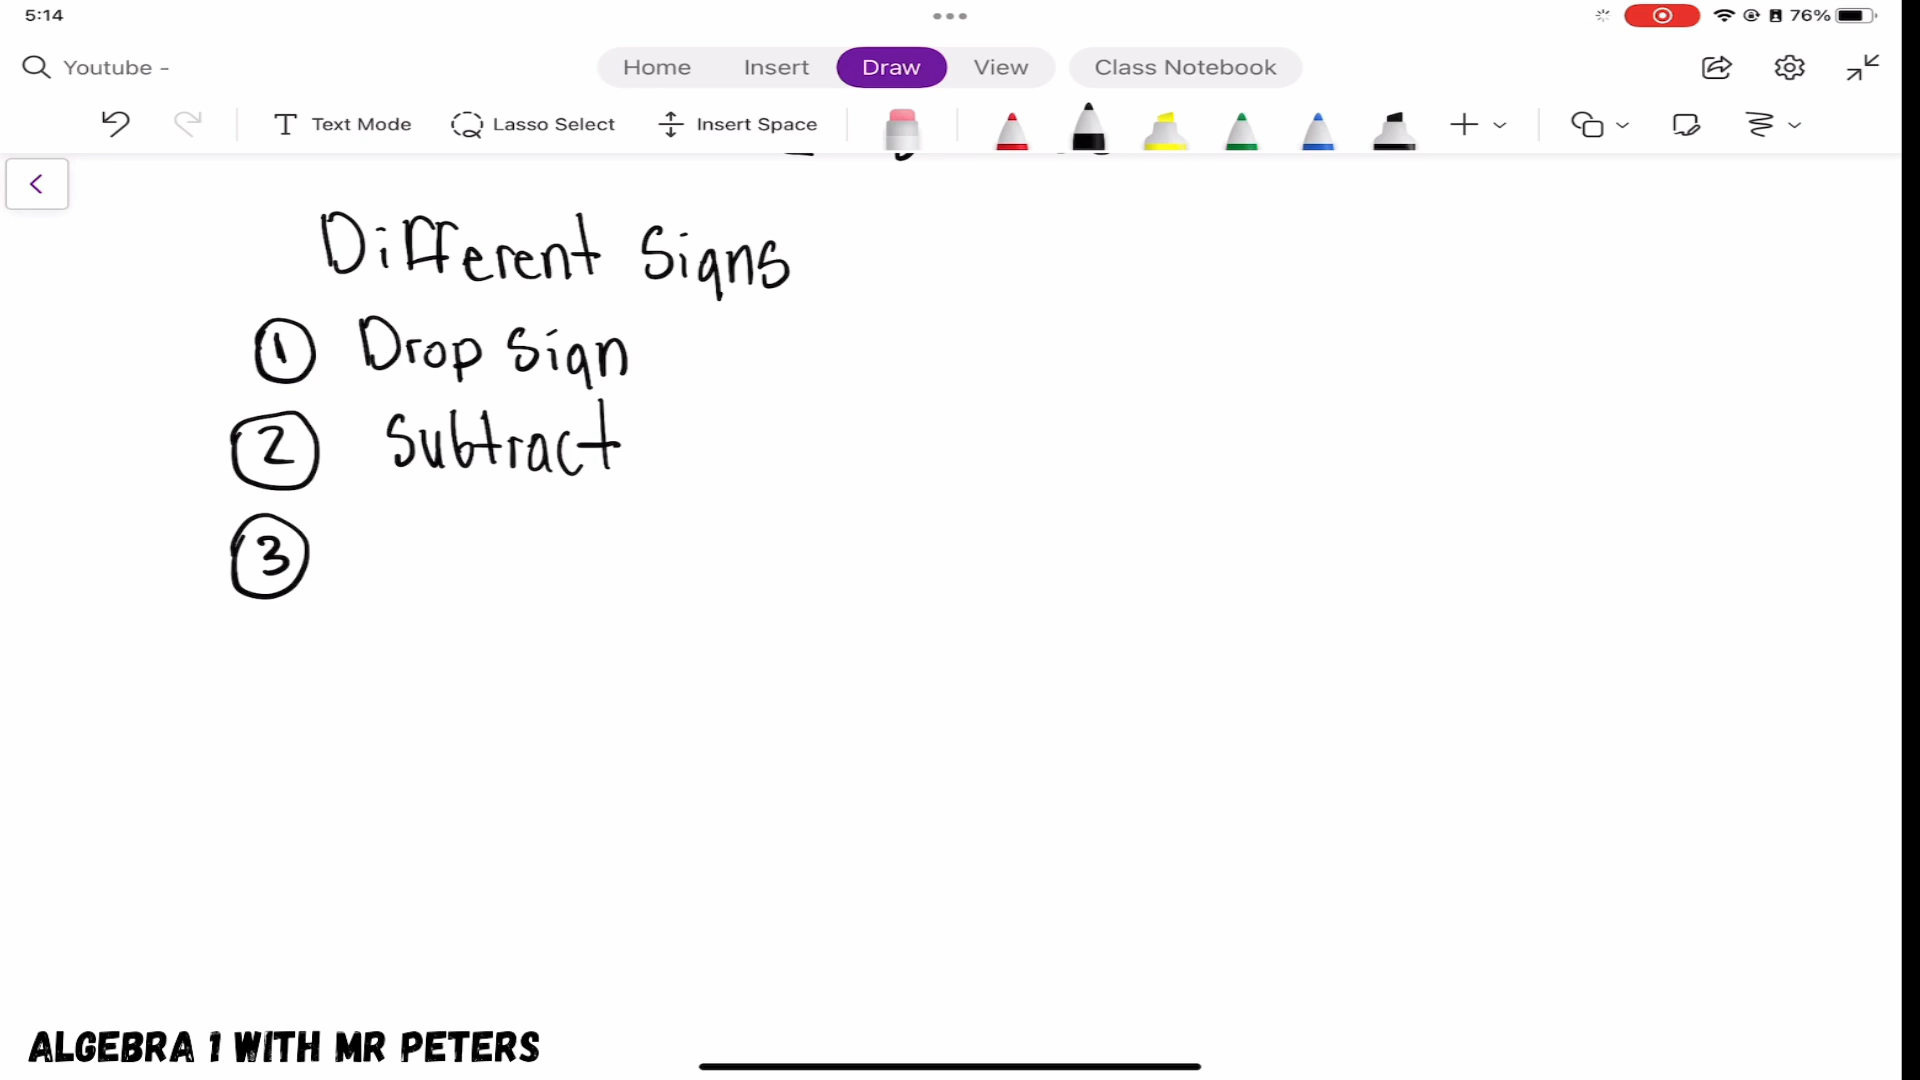 5:14
76%
Youtube -
Home Insert Draw View Class Notebook
Text Mode Lasso Select Insert Space
Different Signs
1 Drop sign
2 Subtract
3
ALGEBRA 1 WITH MR PETERS